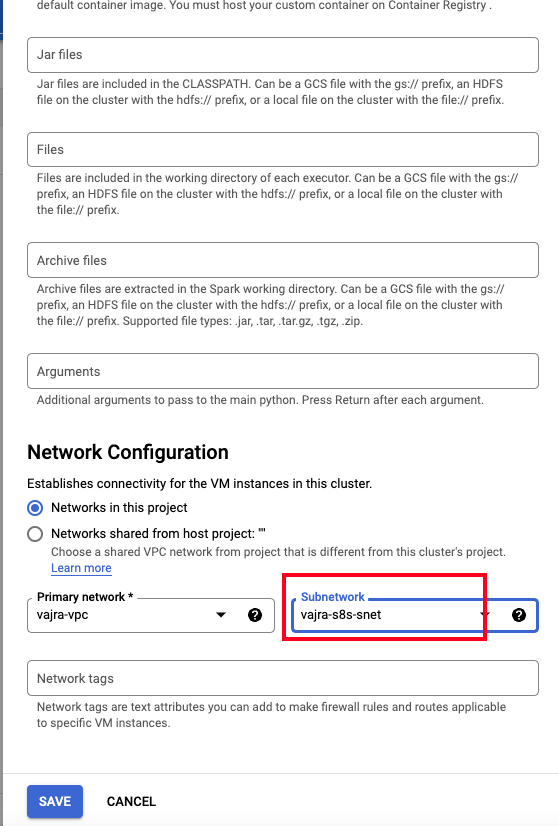 default container image. You must host your custom container on Container Registry .
Jar files
Jar files are included in the CLASSPATH. Can be a GCS file with the gs:// prefix, an HDFS
file on the cluster with the hdfs:// prefix, or a local file on the cluster with the file:// prefix.
Files
Files are included in the working directory of each executor. Can be a GCS file with the gs://
prefix, an HDFS file on the cluster with the hdfs:// prefix, or a local file on the cluster with
the file:// prefix.
Archive files
Archive files are extracted in the Spark working directory. Can be a GCS file with the gs://
prefix, an HDFS file on the cluster with the hdfs:// prefix, or a local file on the cluster with
the file:// prefix. Supported file types: .jar, .tar, .tar.gz, .tgz, .zip.
Arguments
Additional arguments to pass to the main python. Press Return after each argument.
Network Configuration
Establishes connectivity for the VM instances in this cluster.
Networks in this project
Networks shared from host project: ""
Choose a shared VPC network from project that is different from this cluster's project.
Learn more
Primary network *
vajra-vpc
Subnetwork
vajra-s8s-snet
Network tags
Network tags are text attributes you can add to make firewall rules and routes applicable
to specific VM instances.
SAVE CANCEL